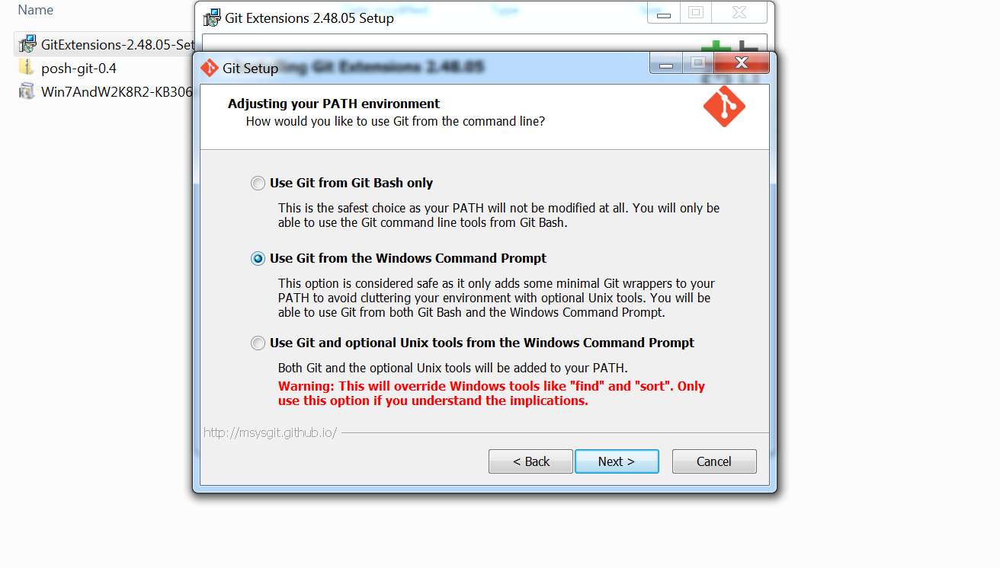 Name
GitExtensions-2.48.05-Set
posh-git-0.4
Win7AndW2K8R2-KB306
Git Extensions 2.48.05 Setup
Git Setup
Git Extensions 2.48.05
Adjusting your PATH environment
How would you like to use Git from the command line?
Use Git from Git Bash only
This is the safest choice as your PATH will not be modified at all. You will only be
able to use the Git command line tools from Git Bash.
Use Git from the Windows Command Prompt
This option is considered safe as it only adds some minimal Git wrappers to your
PATH to avoid cluttering your environment with optional Unix tools. You will be
able to use Git from both Git Bash and the Windows Command Prompt.
Use Git and optional Unix tools from the Windows Command Prompt
Both Git and the optional Unix tools will be added to your PATH.
Warning: This will override Windows tools like "find" and "sort". Only
use this option if you understand the implications.
http://msysgit.github.io/
< Back
Next >
Cancel